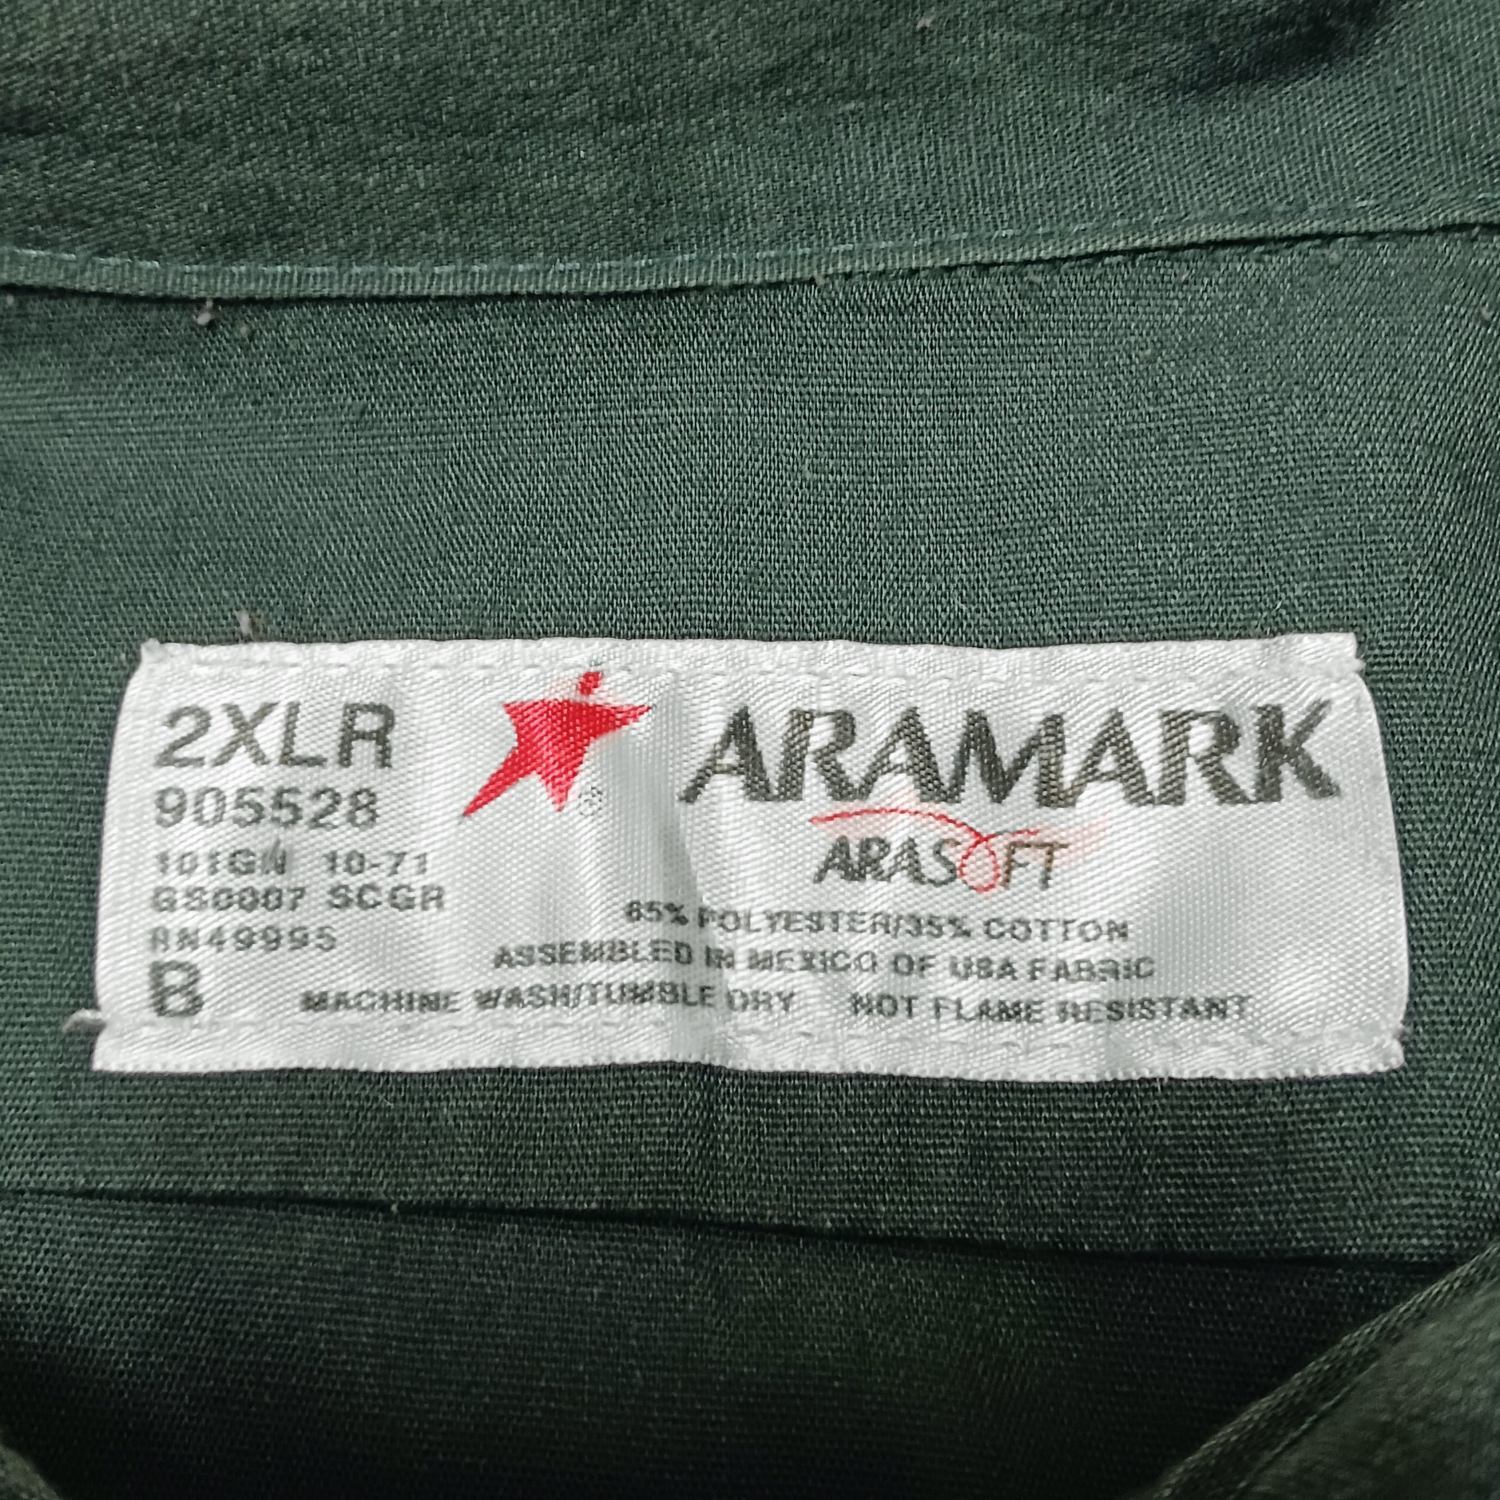 2XLR
905528
101GN 10-71
GS0007 SCGR
RN49995
B
®
ARAMARK
ARASOFT
65% POLYESTER/35% COTTON
ASSEMBLED IN MEXICO OF USA FABRIC
MACHINE WASH/TUMBLE DRY NOT FLAME RESISTANT